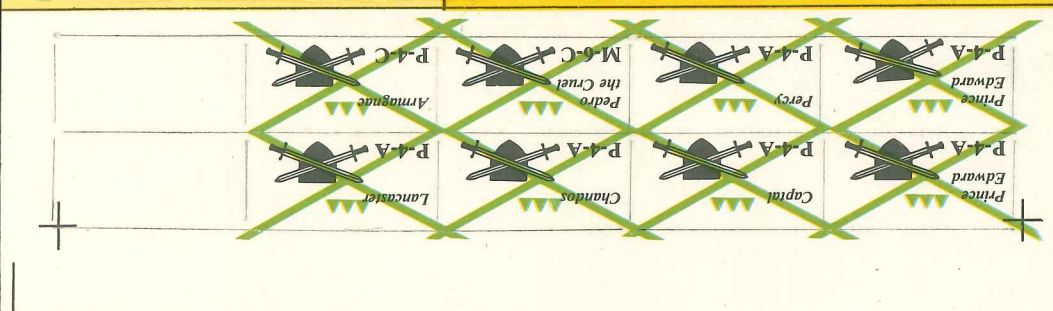 Prince
Edward
P-4-A
Captal
P-4-A
Chandos
P-4-A
Lancaster
P-4-A
Prince
Edward
P-4-A
Percy
P-4-A
Pedro
the Cruel
M-6-C
Armagnac
P-4-C